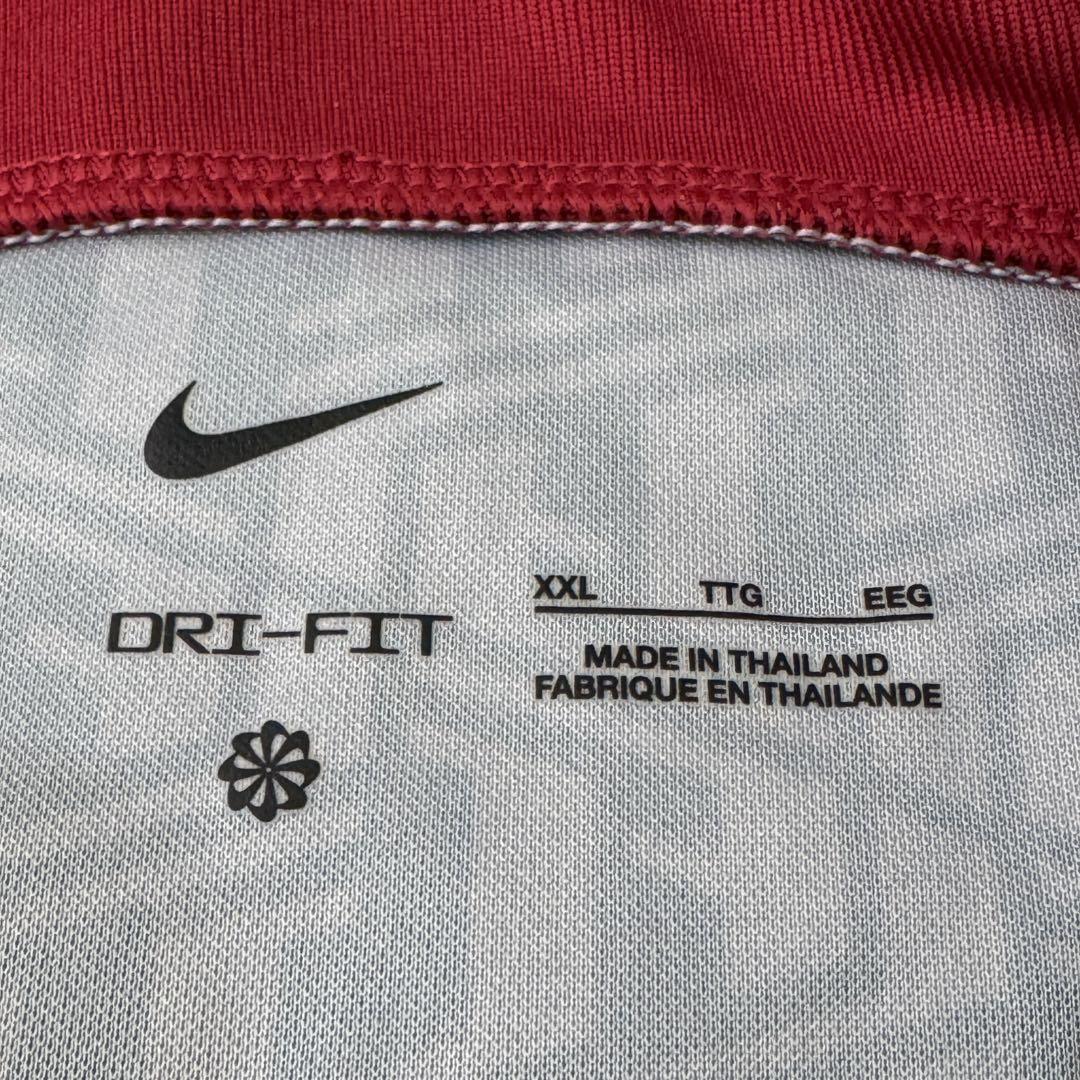 DRI-FIT
XXL TTG EEG
MADE IN THAILAND
FABRIQUE EN THAILANDE